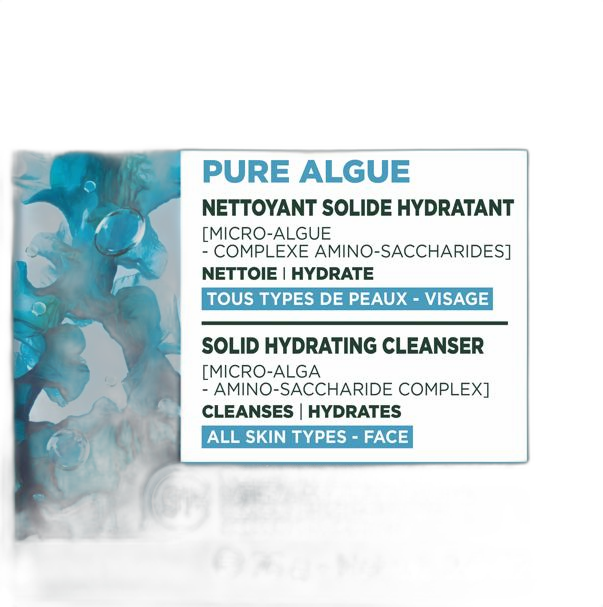 PURE ALGUE
NETTOYANT SOLIDE HYDRATANT
[MICRO-ALGUE
- COMPLEXE AMINO-SACCHARIDES]
NETTOIE | HYDRATE
TOUS TYPES DE PEAUX - VISAGE
SOLID HYDRATING CLEANSER
[MICRO-ALGA
- AMINO-SACCHARIDE COMPLEX]
CLEANSES | HYDRATES
ALL SKIN TYPES - FACE